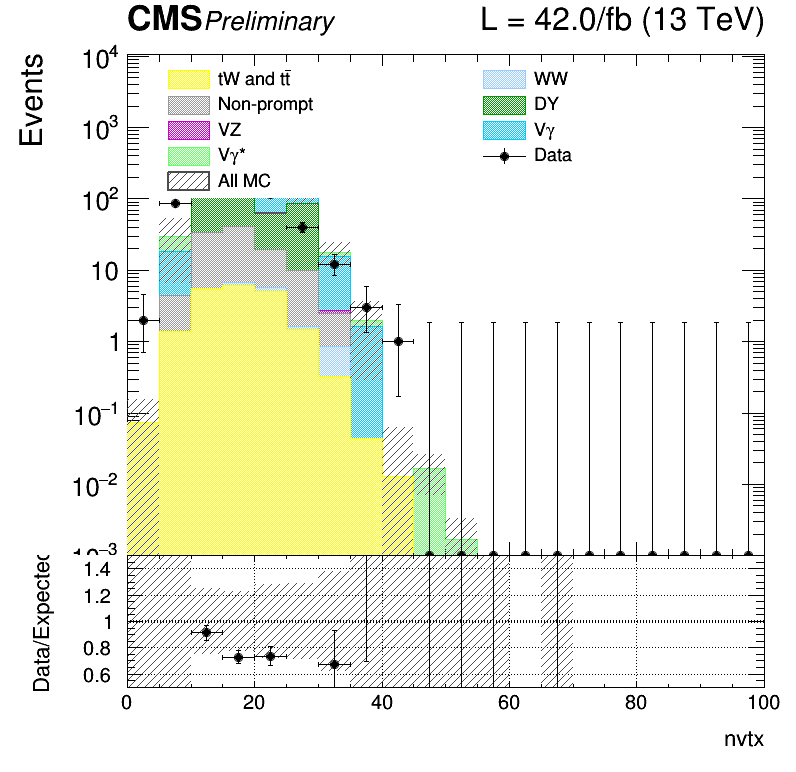 CMS Preliminary L = 42.0/fb (13 TeV)
Events
10⁴
10³
10²
10
1
10⁻¹
10⁻²
10⁻³
tW and tt̄
Non-prompt
VZ
Vγ*
All MC
WW
DY
Vγ
Data
Data/Expected
1.4
1.2
1
0.8
0.6
0 20 40 60 80 100
nvtx